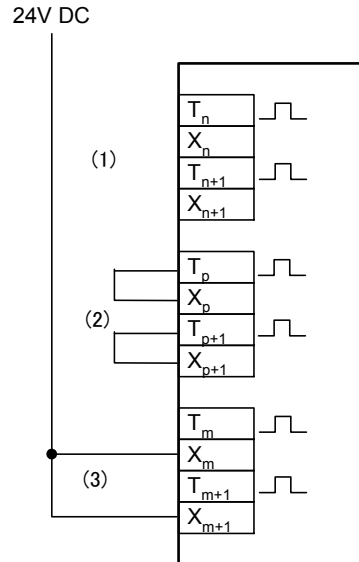 24V DC
(1)
Tn
Xn
Tn+1
Xn+1
(2)
Tp
Xp
Tp+1
Xp+1
(3)
Tm
Xm
Tm+1
Xm+1